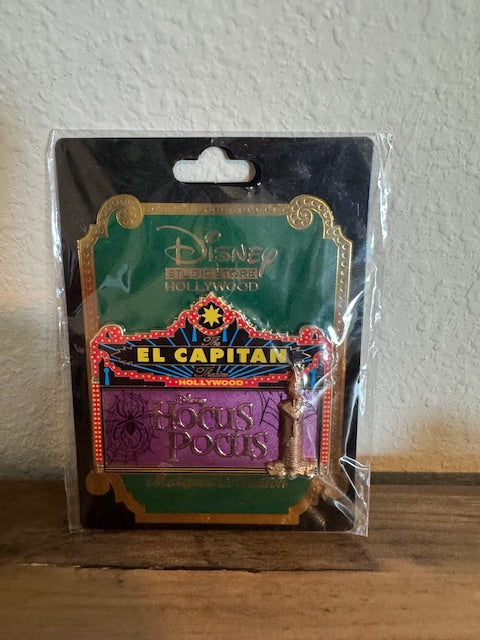 Disney
STUDIO STORE
HOLLYWOOD
The
EL CAPITAN
Theatre
HOLLYWOOD
Disney
HOCUS
POCUS